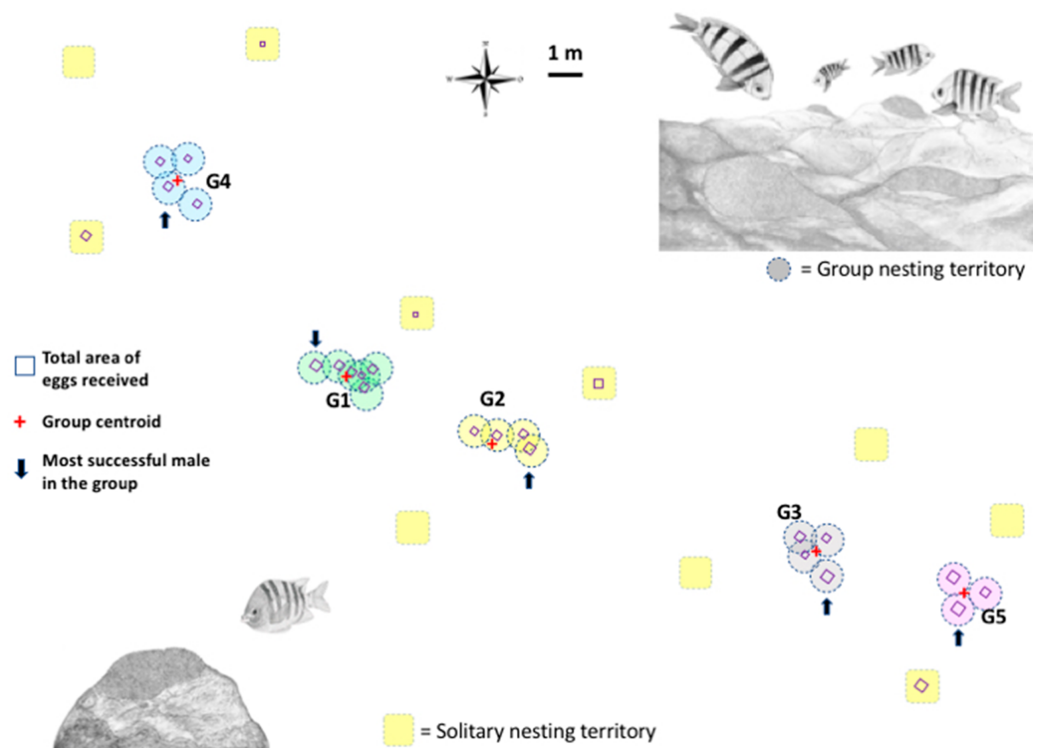 N
1 m
W
O
S
G4
= Group nesting territory
Total area of
eggs received
Group centroid
Most successful male
in the group
G1
G2
G3
G5
= Solitary nesting territory